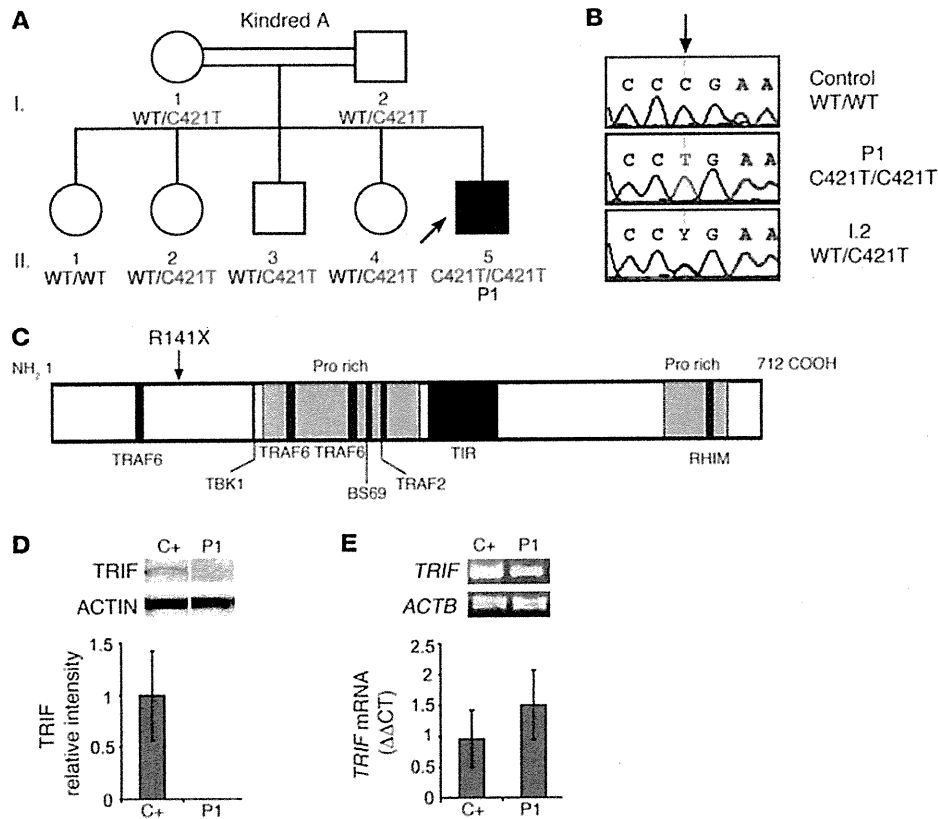 A
Kindred A
I.
1
WT/C421T
2
WT/C421T
II.
1
WT/WT
2
WT/C421T
3
WT/C421T
4
WT/C421T
5
C421T/C421T
P1
B
C C C G A A
Control
WT/WT
C C T G A A
P1
C421T/C421T
C C Y G A A
I.2
WT/C421T
C
R141X
NH2 1
Pro rich
Pro rich
712 COOH
TRAF6
TBK1
TRAF6
TRAF6
BS69
TRAF2
TIR
RHIM
D
C+ P1
TRIF
ACTIN
TRIF
relative intensity
1.5
1
0.5
0
C+ P1
E
C+ P1
TRIF
ACTB
TRIF mRNA
(ΔΔCT)
2.5
2
1.5
1
0.5
0
C+ P1